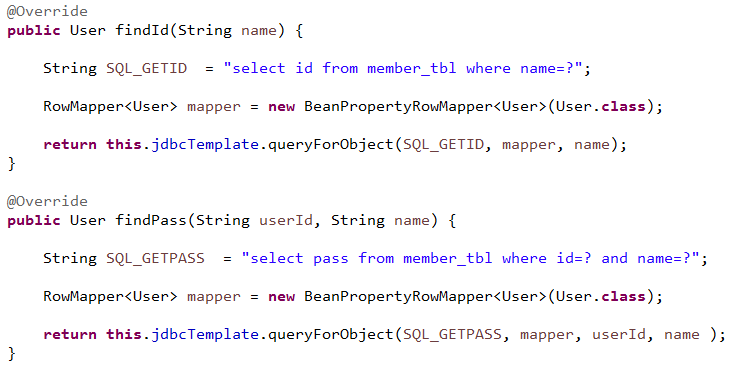 @Override
public User findId(String name) {
String SQL_GETID  = "select id from member_tbl where name=?";
RowMapper<User> mapper = new BeanPropertyRowMapper<User>(User.class);
return this.jdbcTemplate.queryForObject(SQL_GETID, mapper, name);
}
@Override
public User findPass(String userId, String name) {
String SQL_GETPASS  = "select pass from member_tbl where id=? and name=?";
RowMapper<User> mapper = new BeanPropertyRowMapper<User>(User.class);
return this.jdbcTemplate.queryForObject(SQL_GETPASS, mapper, userId, name );
}